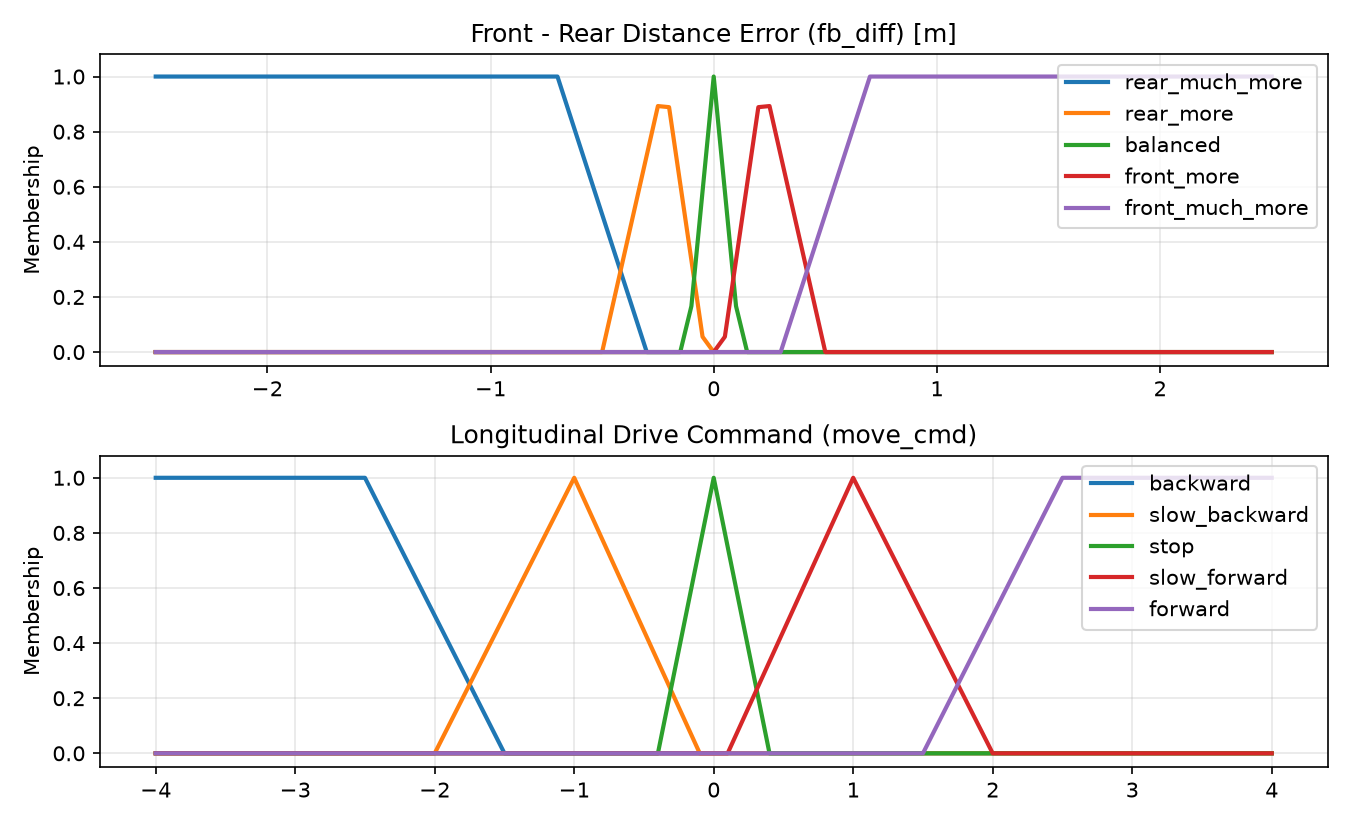 Front - Rear Distance Error (fb_diff) [m]
Membership
1.0
0.8
0.6
0.4
0.2
0.0
rear_much_more
rear_more
balanced
front_more
front_much_more
−2 −1 0 1 2
Longitudinal Drive Command (move_cmd)
Membership
1.0
0.8
0.6
0.4
0.2
0.0
backward
slow_backward
stop
slow_forward
forward
−4 −3 −2 −1 0 1 2 3 4